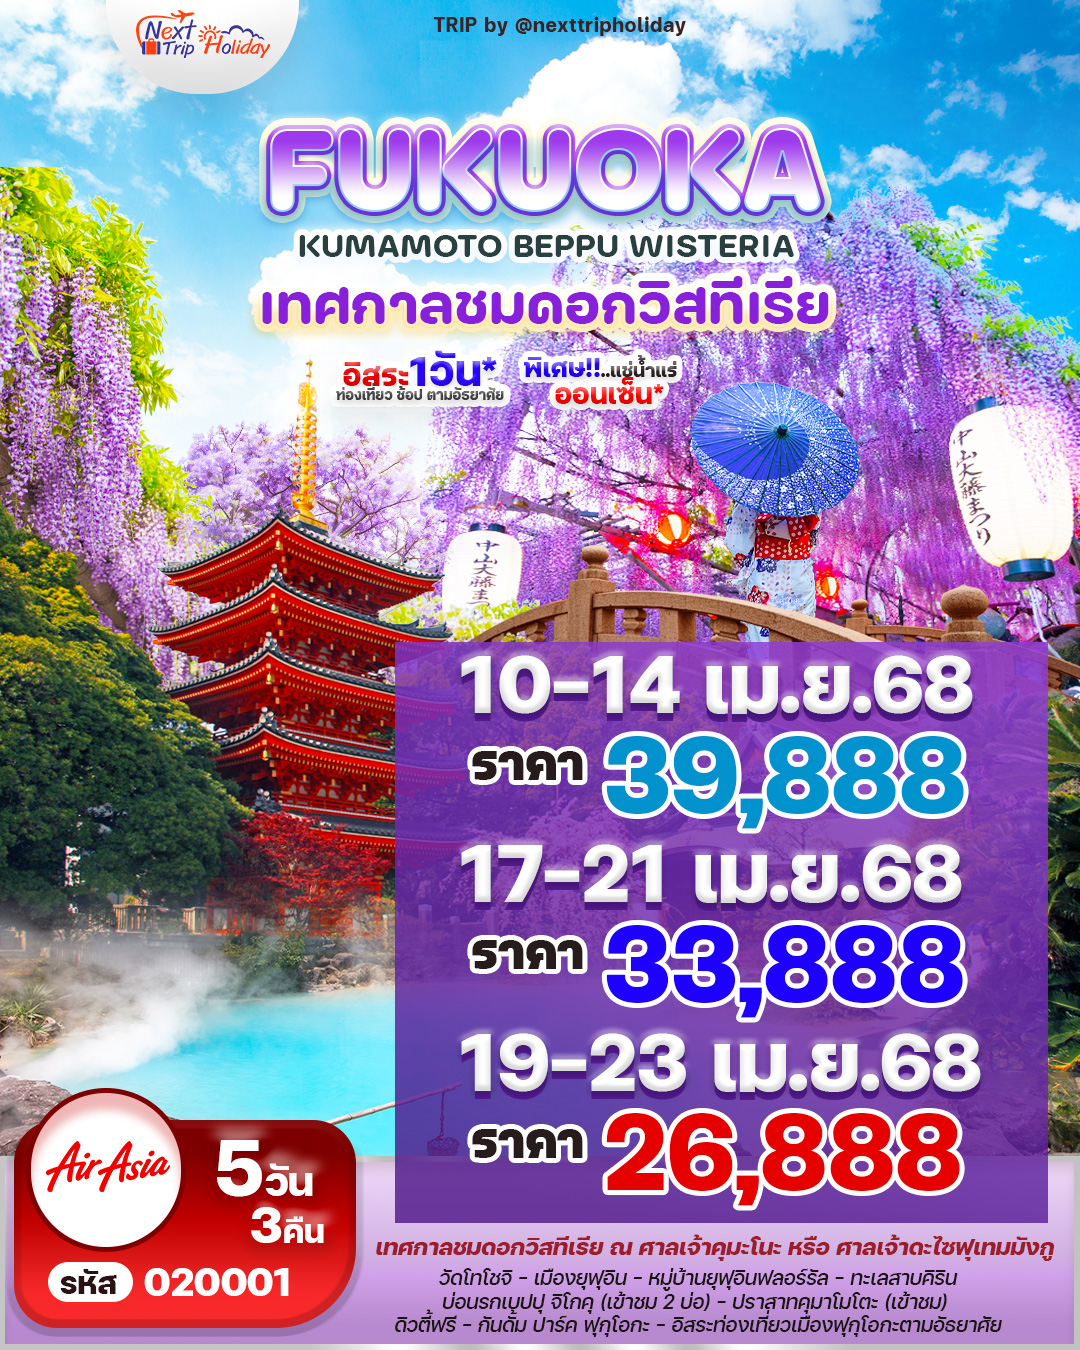 Next Trip Holiday
TRIP by @nexttripholiday
FUKUOKA
KUMAMOTO BEPPU WISTERIA
เทศกาลชมดอกวิสทีเรีย
อิสระ1วัน*
ท่องเที่ยว ช้อป ตามอัธยาศัย
พิเศษ!!..แช่น้ำแร่
ออนเซ็น*
中山大藤まつり
中山大藤ま
10-14 เม.ย.68
ราคา 39,888
17-21 เม.ย.68
ราคา 33,888
19-23 เม.ย.68
ราคา 26,888
AirAsia
5วัน
3คืน
รหัส 020001
เทศกาลชมดอกวิสทีเรีย ณ ศาลเจ้าคุมะโนะ หรือ ศาลเจ้าดะไซฟุเทมมังกู
วัดโทโชจิ - เมืองยุฟุอิน - หมู่บ้านยุฟุอินฟลอร์รัล - ทะเลสาบคิริน
บ่อนรกเบปปุ จิโกคุ (เข้าชม 2 บ่อ) - ปราสาทคุมาโมโตะ (เข้าชม)
ดิวตี้ฟรี - กันดั้ม ปาร์ค ฟุกุโอกะ - อิสระท่องเที่ยวเมืองฟุกุโอกะตามอัธยาศัย